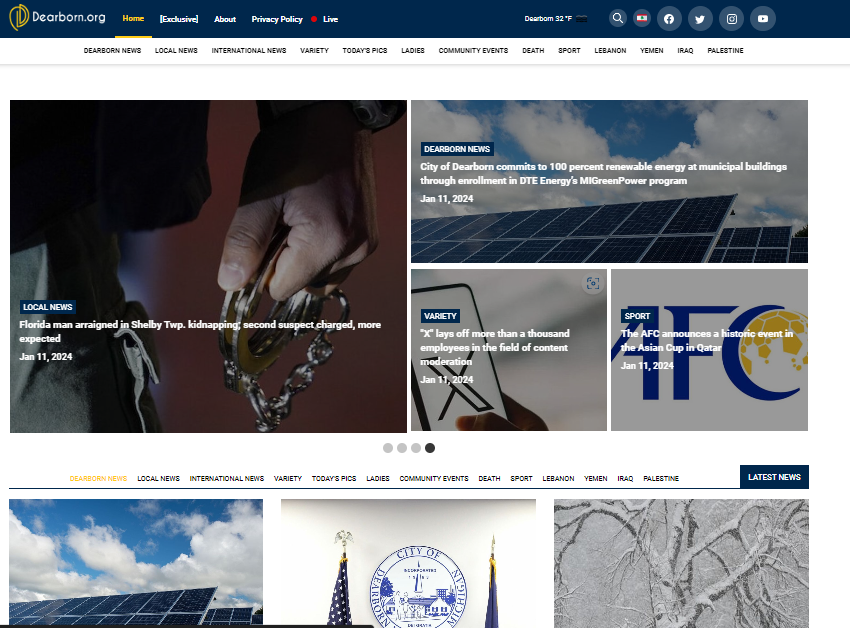 Dearborn.org
Home [Exclusive] About Privacy Policy Live
Dearborn 32 °F
DEARBORN NEWS LOCAL NEWS INTERNATIONAL NEWS VARIETY TODAY'S PICS LADIES COMMUNITY EVENTS DEATH SPORT LEBANON YEMEN IRAQ PALESTINE
DEARBORN NEWS
City of Dearborn commits to 100 percent renewable energy at municipal buildings
through enrollment in DTE Energy's MIGreenPower program
Jan 11, 2024
LOCAL NEWS
Florida man arraigned in Shelby Twp. kidnapping; second suspect charged, more
expected
Jan 11, 2024
VARIETY
"X" lays off more than a thousand
employees in the field of content
moderation
Jan 11, 2024
X
SPORT
The AFC announces a historic event in
the Asian Cup in Qatar
Jan 11, 2024
AFC
DEARBORN NEWS LOCAL NEWS INTERNATIONAL NEWS VARIETY TODAY'S PICS LADIES COMMUNITY EVENTS DEATH SPORT LEBANON YEMEN IRAQ PALESTINE
LATEST NEWS
CITY OF
DEARBORN
MICHIGAN
INCORPORATED